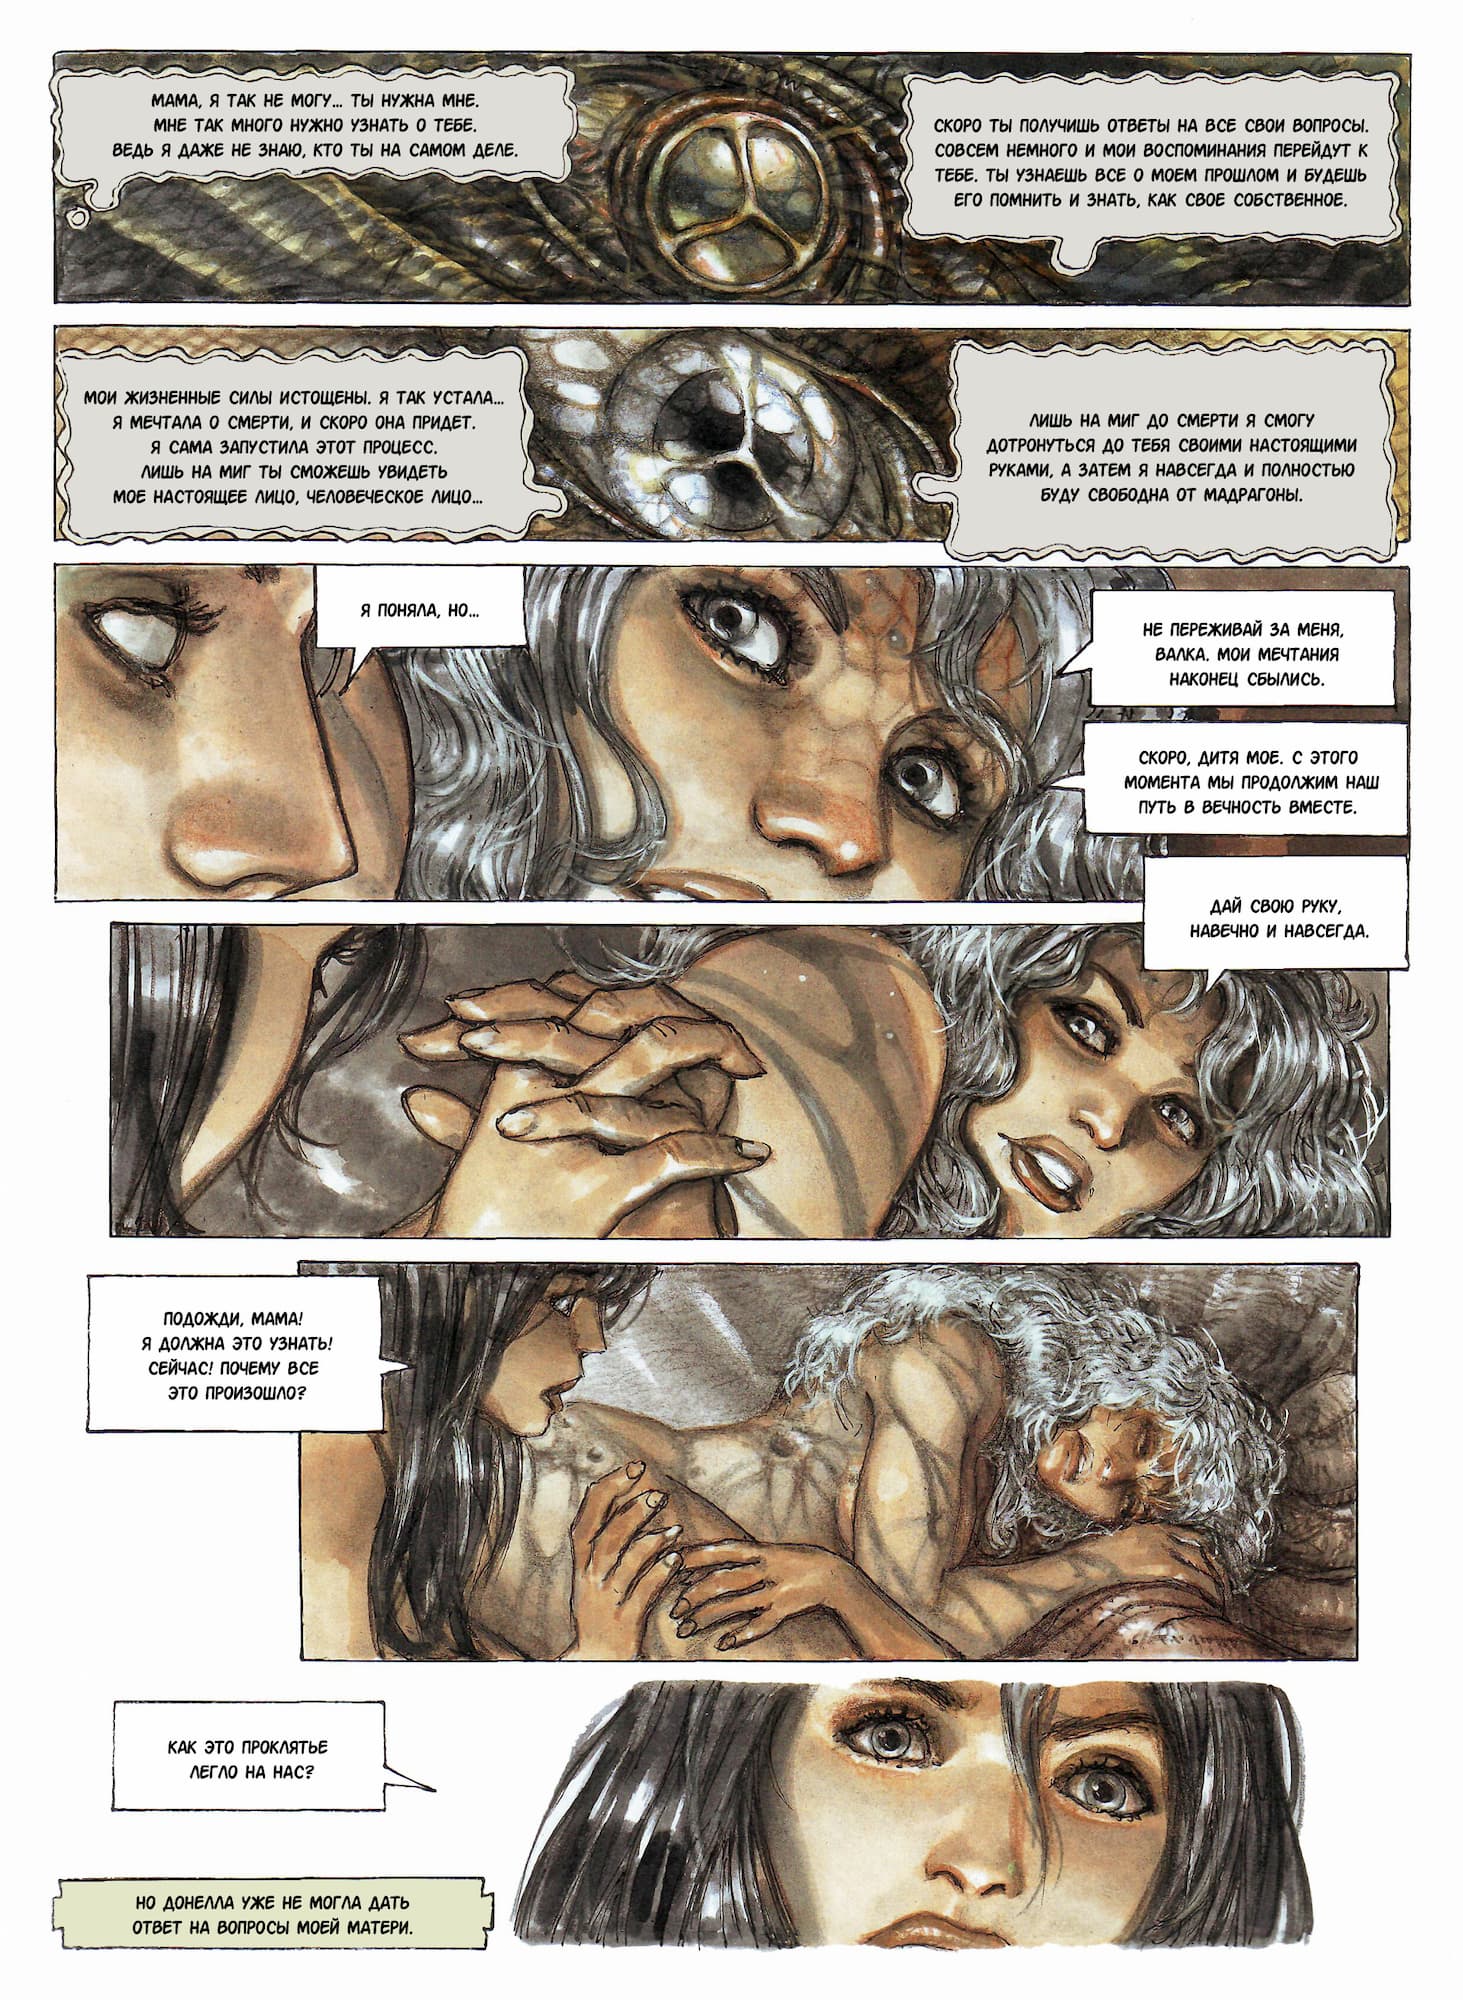 МАМА, Я ТАК НЕ МОГУ... ТЫ НУЖНА МНЕ.
МНЕ ТАК МНОГО НУЖНО УЗНАТЬ О ТЕБЕ.
ВЕДЬ Я ДАЖЕ НЕ ЗНАЮ, КТО ТЫ НА САМОМ ДЕЛЕ.
СКОРО ТЫ ПОЛУЧИШЬ ОТВЕТЫ НА ВСЕ СВОИ ВОПРОСЫ.
СОВСЕМ НЕМНОГО И МОИ ВОСПОМИНАНИЯ ПЕРЕЙДУТ К
ТЕБЕ. ТЫ УЗНАЕШЬ ВСЕ О МОЕМ ПРОШЛОМ И БУДЕШЬ
ЕГО ПОМНИТЬ И ЗНАТЬ, КАК СВОЕ СОБСТВЕННОЕ.
МОИ ЖИЗНЕННЫЕ СИЛЫ ИСТОЩЕНЫ. Я ТАК УСТАЛА...
Я МЕЧТАЛА О СМЕРТИ, И СКОРО ОНА ПРИДЕТ.
Я САМА ЗАПУСТИЛА ЭТОТ ПРОЦЕСС.
ЛИШЬ НА МИГ ТЫ СМОЖЕШЬ УВИДЕТЬ
МОЕ НАСТОЯЩЕЕ ЛИЦО, ЧЕЛОВЕЧЕСКОЕ ЛИЦО...
ЛИШЬ НА МИГ ДО СМЕРТИ Я СМОГУ
ДОТРОНУТЬСЯ ДО ТЕБЯ СВОИМИ НАСТОЯЩИМИ
РУКАМИ, А ЗАТЕМ Я НАВСЕГДА И ПОЛНОСТЬЮ
БУДУ СВОБОДНА ОТ МАДРАГОНЫ.
Я ПОНЯЛА, НО...
НЕ ПЕРЕЖИВАЙ ЗА МЕНЯ,
ВАЛКА. МОИ МЕЧТАНИЯ
НАКОНЕЦ СБЫЛИСЬ.
СКОРО, ДИТЯ МОЕ. С ЭТОГО
МОМЕНТА МЫ ПРОДОЛЖИМ НАШ
ПУТЬ В ВЕЧНОСТЬ ВМЕСТЕ.
ДАЙ СВОЮ РУКУ,
НАВЕЧНО И НАВСЕГДА.
ПОДОЖДИ, МАМА!
Я ДОЛЖНА ЭТО УЗНАТЬ!
СЕЙЧАС! ПОЧЕМУ ВСЕ
ЭТО ПРОИЗОШЛО?
КАК ЭТО ПРОКЛЯТЬЕ
ЛЕГЛО НА НАС?
НО ДОНЕЛЛА УЖЕ НЕ МОГЛА ДАТЬ
ОТВЕТ НА ВОПРОСЫ МОЕЙ МАТЕРИ.